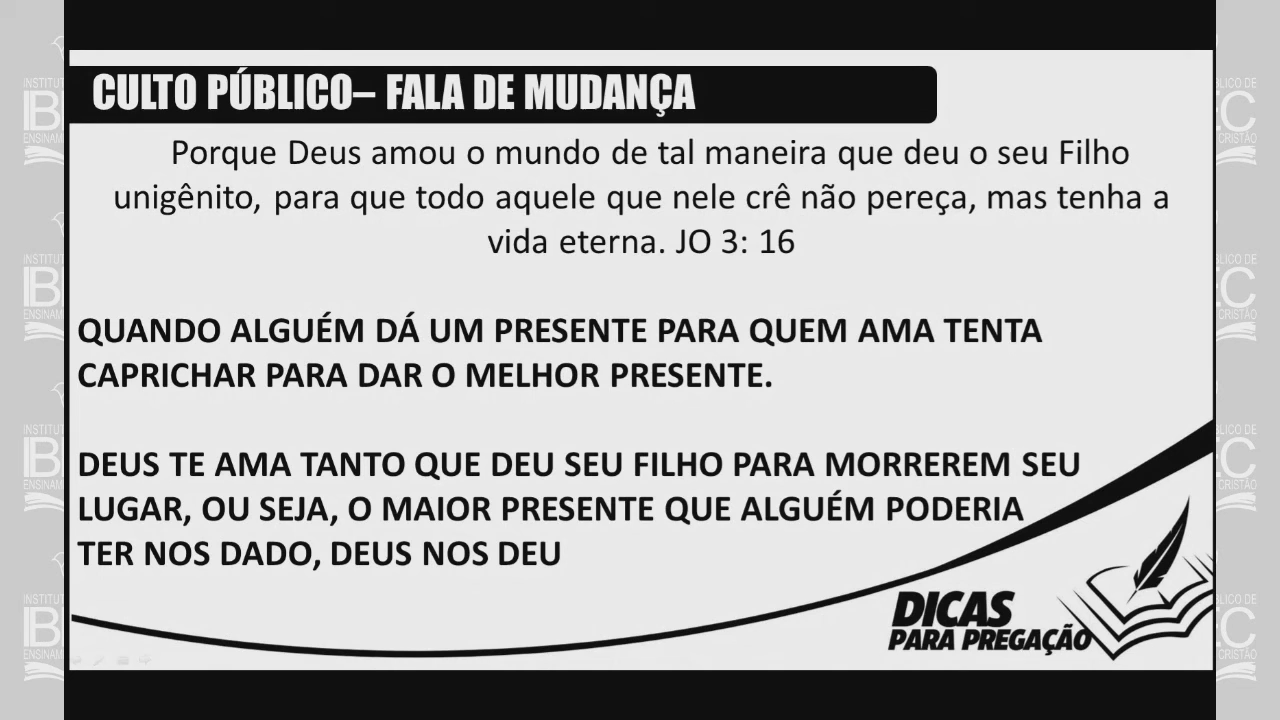 CULTO PÚBLICO– FALA DE MUDANÇA
Porque Deus amou o mundo de tal maneira que deu o seu Filho
unigênito, para que todo aquele que nele crê não pereça, mas tenha a
vida eterna. JO 3: 16
QUANDO ALGUÉM DÁ UM PRESENTE PARA QUEM AMA TENTA
CAPRICHAR PARA DAR O MELHOR PRESENTE.
DEUS TE AMA TANTO QUE DEU SEU FILHO PARA MORREREM SEU
LUGAR, OU SEJA, O MAIOR PRESENTE QUE ALGUÉM PODERIA
TER NOS DADO, DEUS NOS DEU
DICAS
PARA PREGAÇÃO